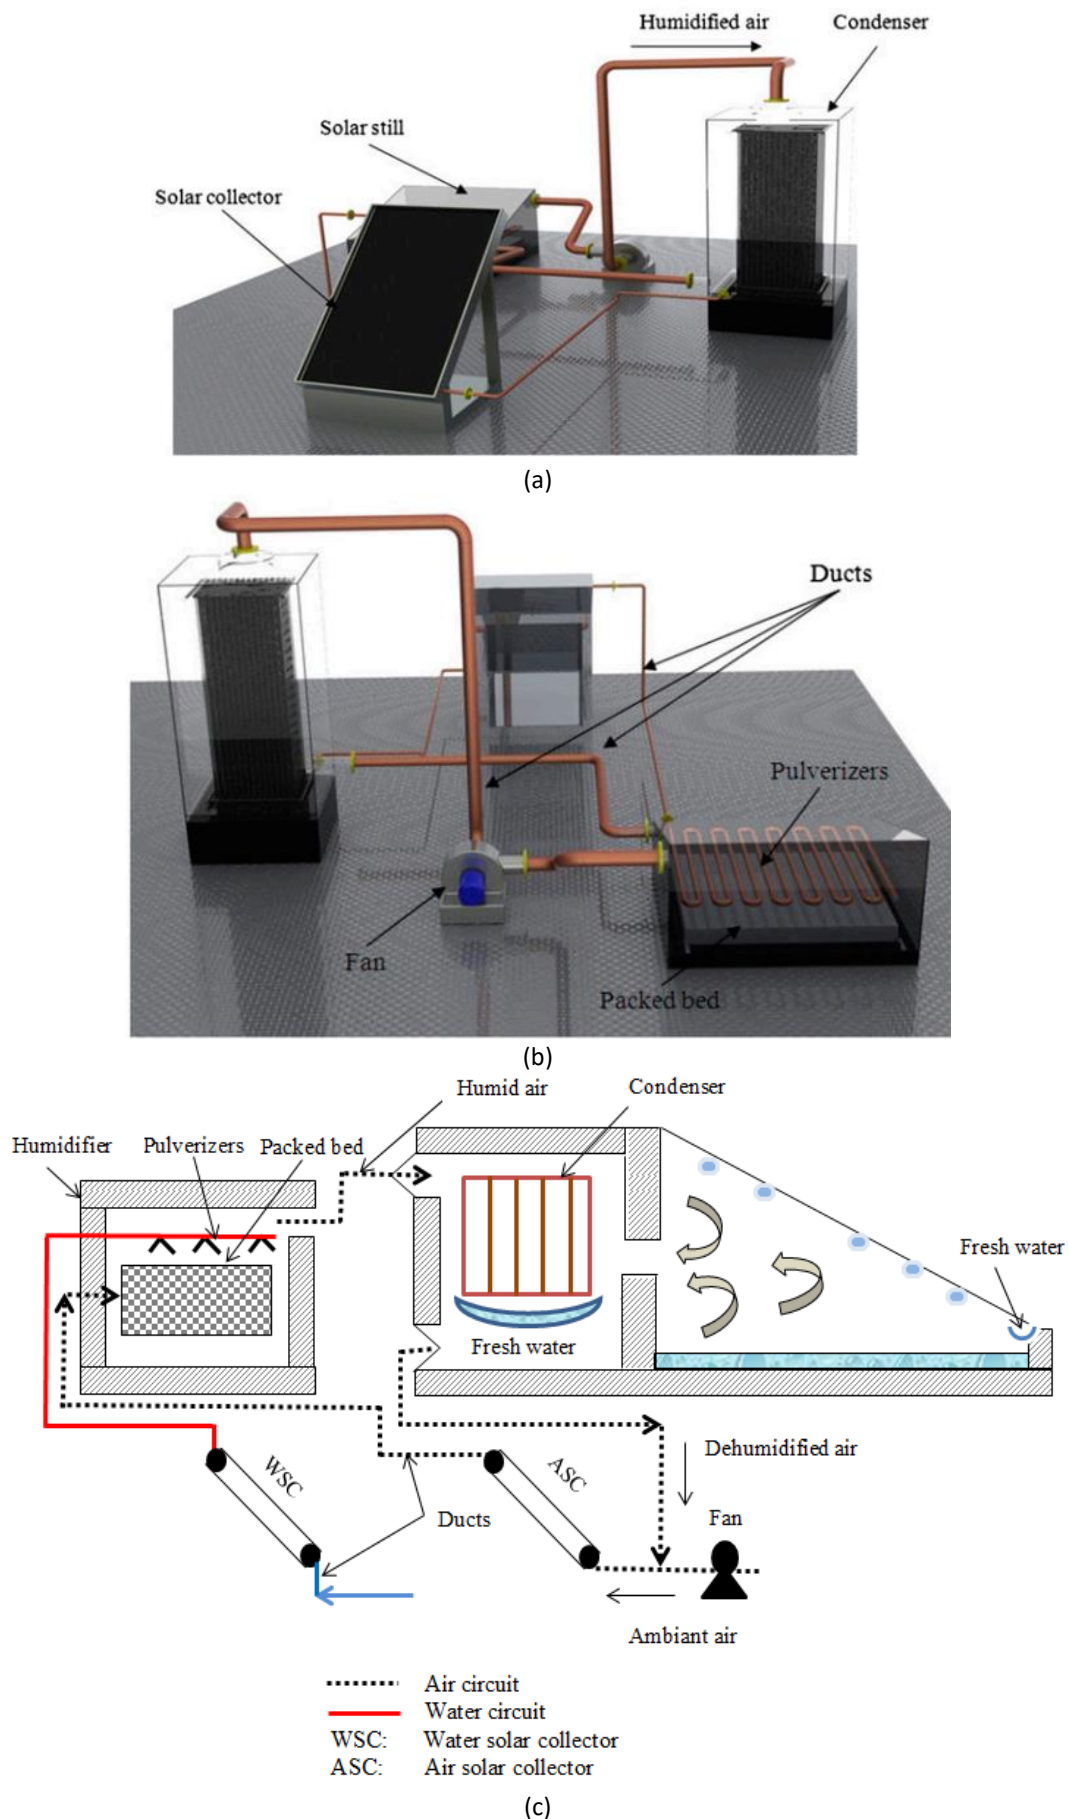 Humidified air
Condenser
Solar still
Solar collector
(a)
Ducts
Pulverizers
Fan
Packed bed
(b)
Humid air
Condenser
Humidifier
Pulverizers
Packed bed
Fresh water
Fresh water
WSC
ASC
Dehumidified air
Ducts
Fan
Ambiant air
Air circuit
Water circuit
WSC: Water solar collector
ASC: Air solar collector
(c)